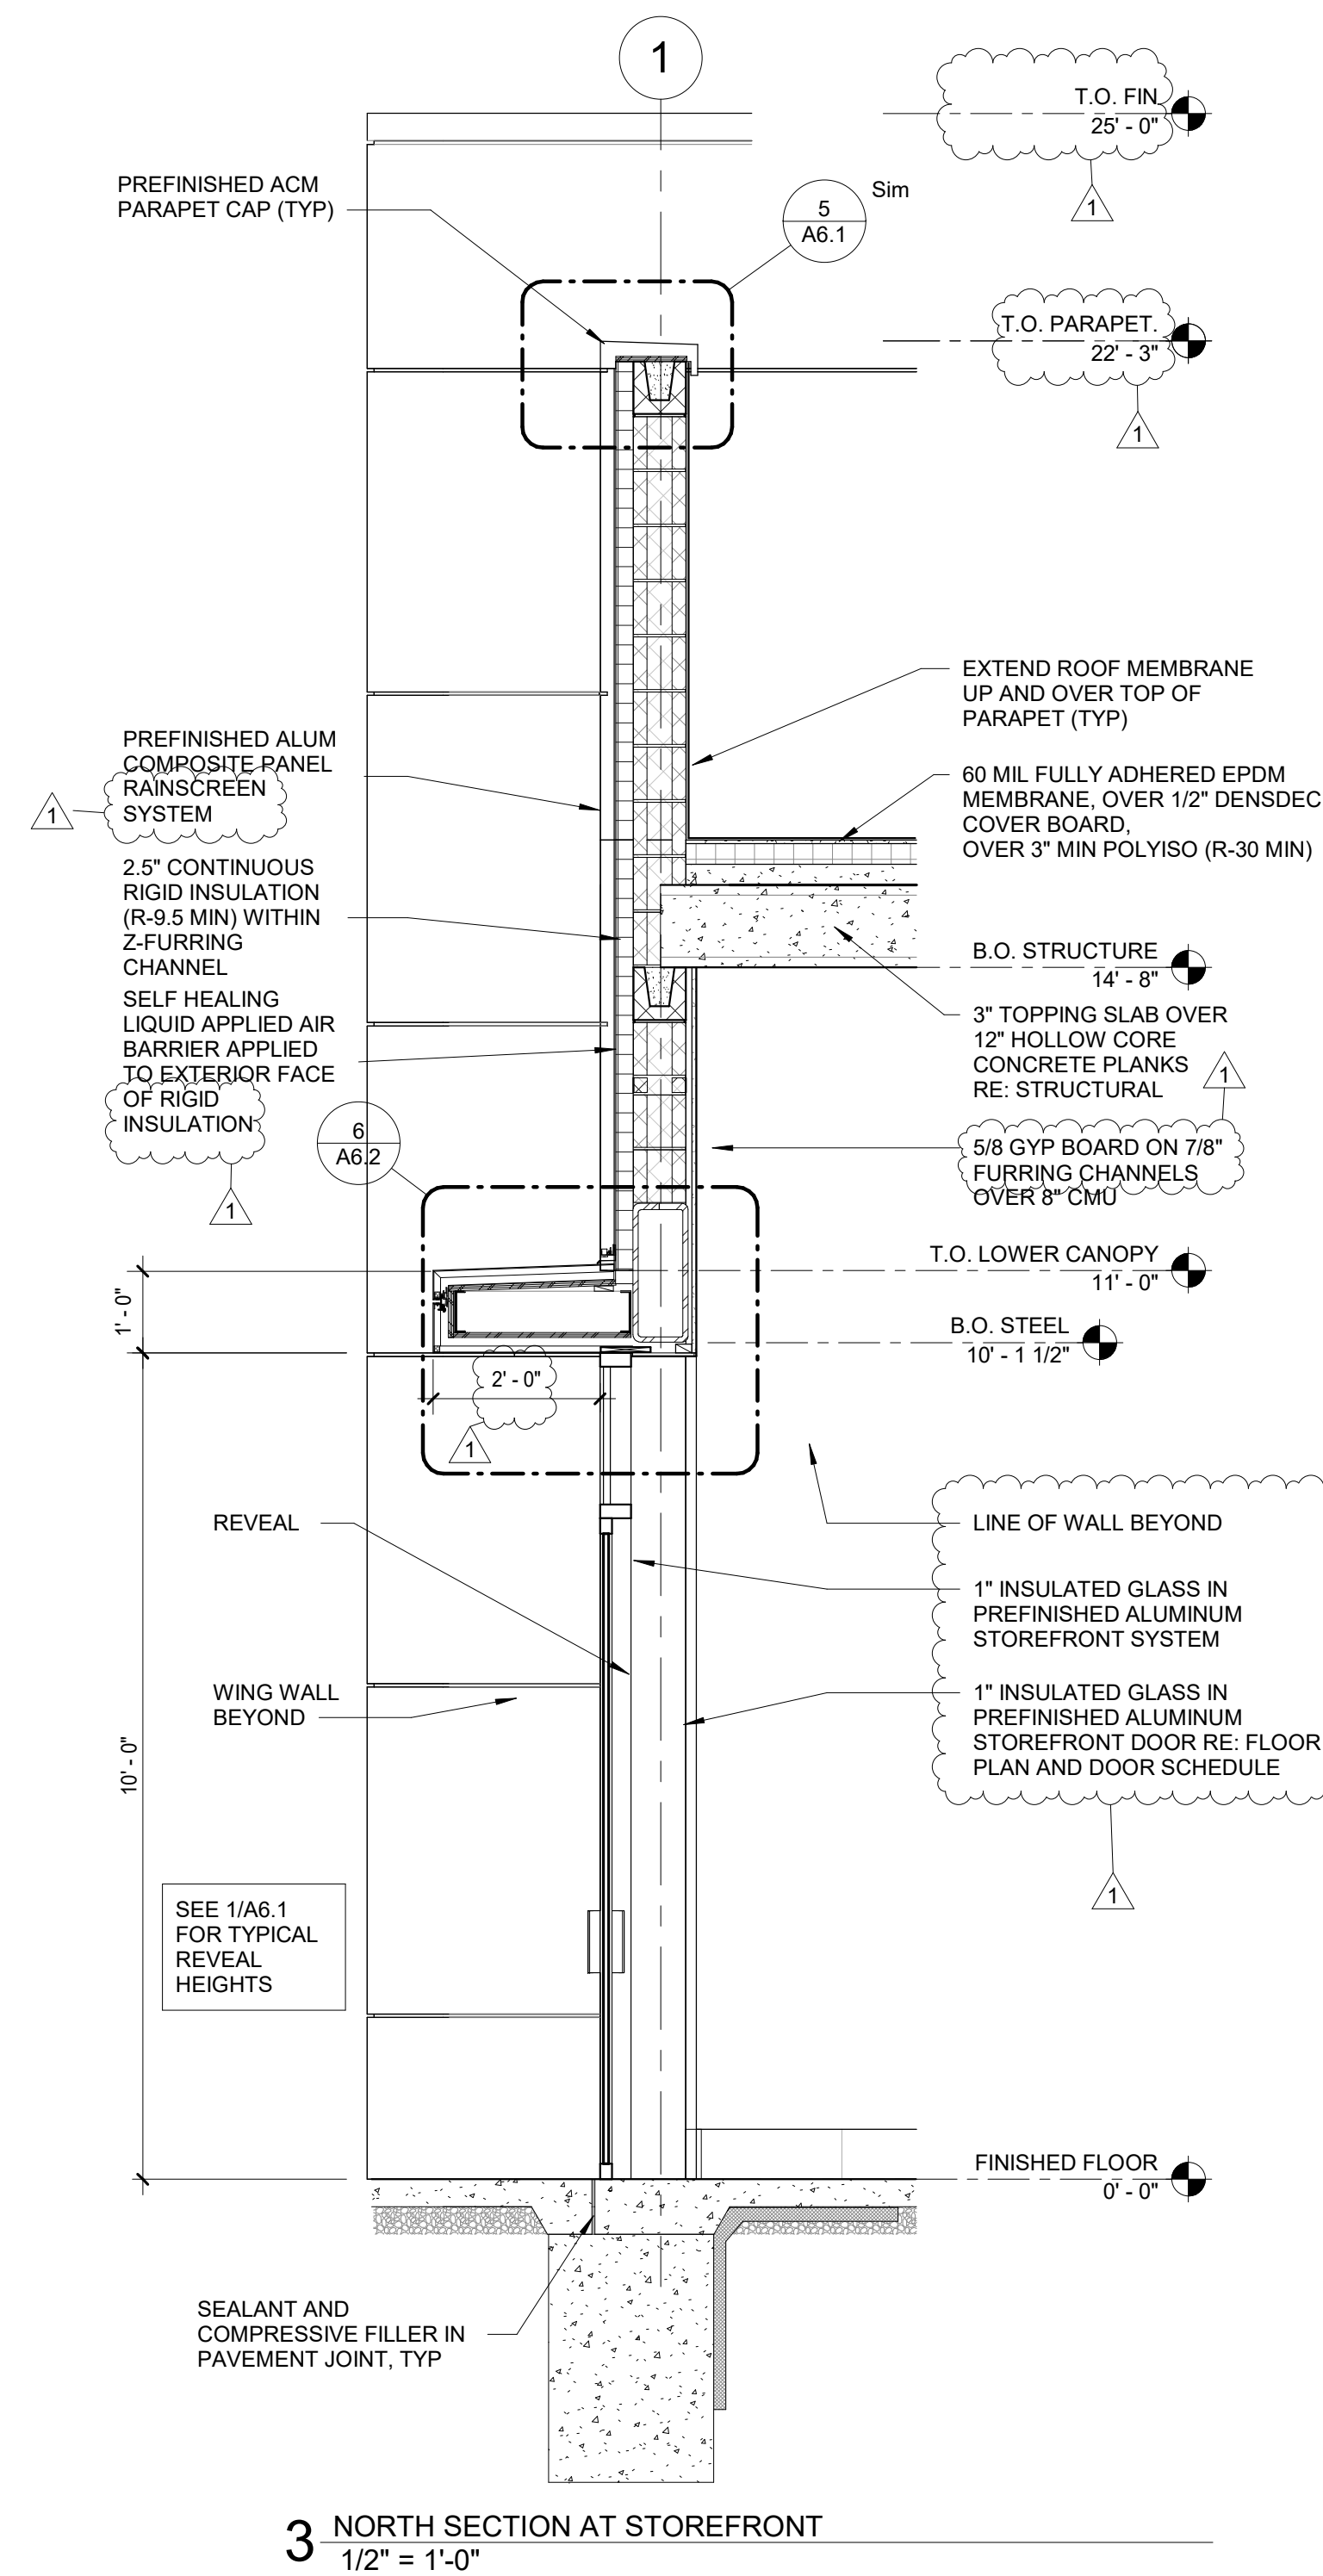 1
T.O. FIN
25' - 0"
1
PREFINISHED ACM
PARAPET CAP (TYP)
5
A6.1
Sim
T.O. PARAPET.
22' - 3"
1
EXTEND ROOF MEMBRANE
UP AND OVER TOP OF
PARAPET (TYP)
PREFINISHED ALUM
COMPOSITE PANEL
RAINSCREEN
SYSTEM
1
60 MIL FULLY ADHERED EPDM
MEMBRANE, OVER 1/2" DENSDEC
COVER BOARD,
OVER 3" MIN POLYISO (R-30 MIN)
2.5" CONTINUOUS
RIGID INSULATION
(R-9.5 MIN) WITHIN
Z-FURRING
CHANNEL
B.O. STRUCTURE
14' - 8"
SELF HEALING
LIQUID APPLIED AIR
BARRIER APPLIED
TO EXTERIOR FACE
OF RIGID
INSULATION
1
3" TOPPING SLAB OVER
12" HOLLOW CORE
CONCRETE PLANKS
RE: STRUCTURAL
1
6
A6.2
5/8 GYP BOARD ON 7/8"
FURRING CHANNELS
OVER 8" CMU
T.O. LOWER CANOPY
11' - 0"
1' - 0"
B.O. STEEL
10' - 1 1/2"
2' - 0"
1
REVEAL
LINE OF WALL BEYOND
1" INSULATED GLASS IN
PREFINISHED ALUMINUM
STOREFRONT SYSTEM
WING WALL
BEYOND
1" INSULATED GLASS IN
PREFINISHED ALUMINUM
STOREFRONT DOOR RE: FLOOR
PLAN AND DOOR SCHEDULE
1
10' - 0"
SEE 1/A6.1
FOR TYPICAL
REVEAL
HEIGHTS
FINISHED FLOOR
0' - 0"
SEALANT AND
COMPRESSIVE FILLER IN
PAVEMENT JOINT, TYP
3 NORTH SECTION AT STOREFRONT
1/2" = 1'-0"